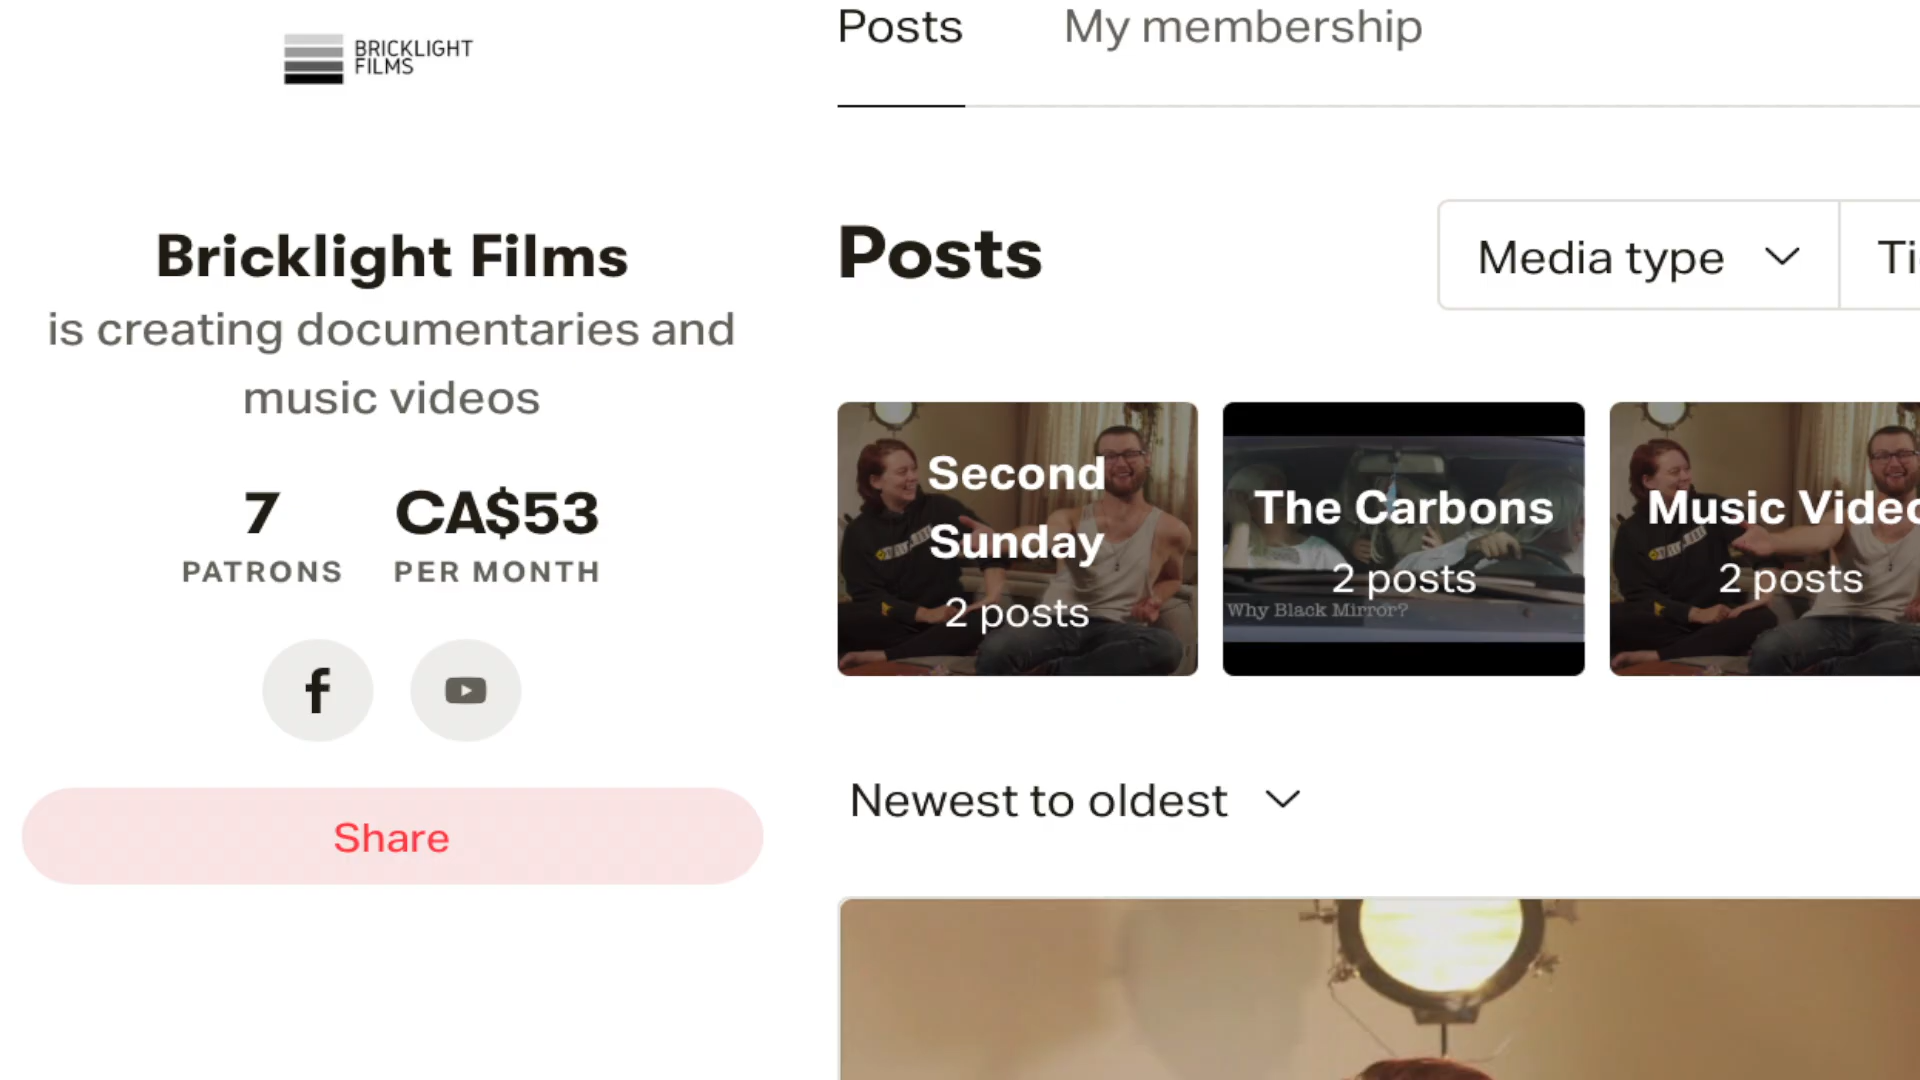 BRICKLIGHT
FILMS
Bricklight Films
is creating documentaries and
music videos
7
PATRONS
CA$53
PER MONTH
f
Share
Posts
My membership
Posts
Media type
Ti
Second
Sunday
2 posts
The Carbons
2 posts
Why Black Mirror?
Music Video
2 posts
Newest to oldest